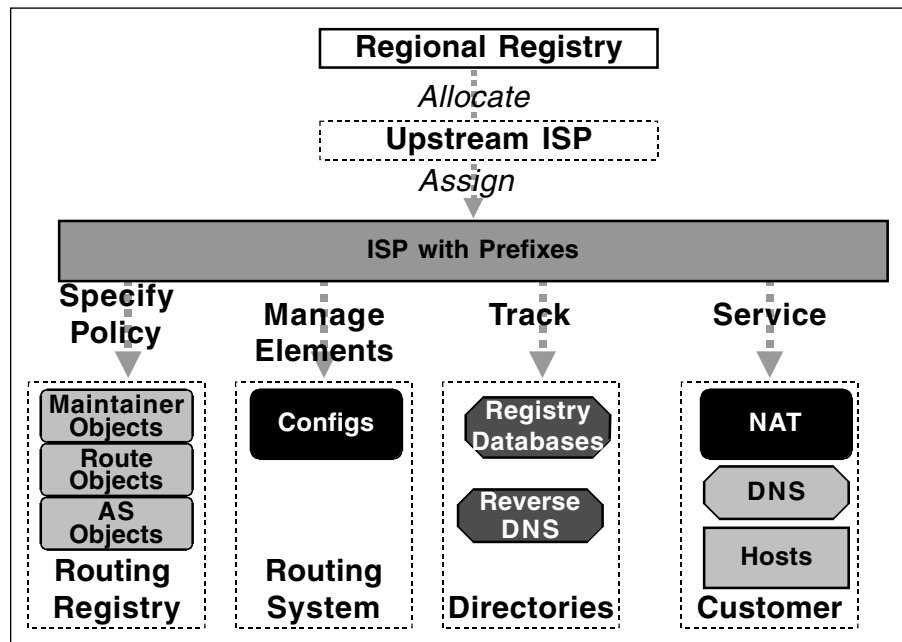 Regional Registry
Allocate
Upstream ISP
Assign
ISP with Prefixes
Specify
Policy
Manage
Elements
Track
Service
Maintainer
Objects
Route
Objects
AS
Objects
Routing
Registry
Configs
Routing
System
Registry
Databases
Reverse
DNS
Directories
NAT
DNS
Hosts
Customer